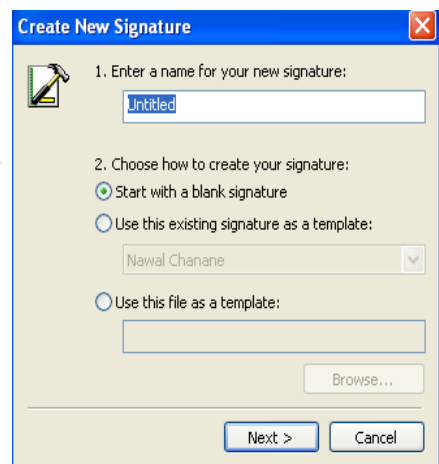 Create New Signature
1. Enter a name for your new signature:
Untitled
2. Choose how to create your signature:
Start with a blank signature
Use this existing signature as a template:
Nawal Chanane
Use this file as a template:
Browse...
Next >
Cancel